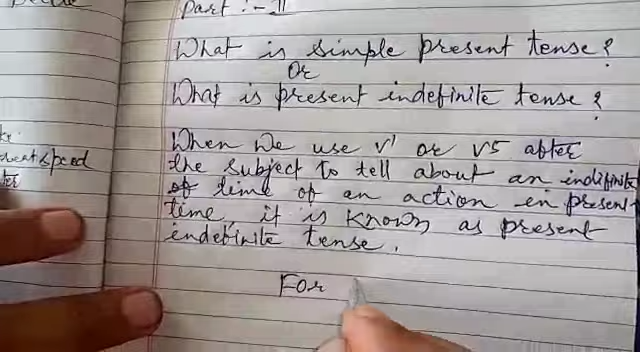 Part :- II
What is simple present tense?
Or
What is present indefinite tense?
When we use V1 or V5 after
the subject to tell about an indifinite
of time of an action in present
time, it is known as present
indefinite tense.
For